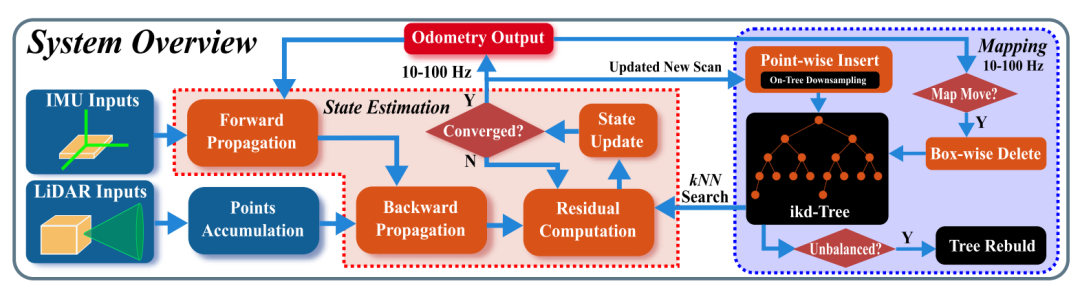 System Overview
Odometry Output
Mapping
10-100 Hz
IMU Inputs
Forward
Propagation
State Estimation
10-100 Hz
Y
Converged?
N
State
Update
Updated New Scan
Point-wise Insert
On-Tree Downsampling
Map Move?
Y
Box-wise Delete
ikd-Tree
kNN
Search
LiDAR Inputs
Points
Accumulation
Backward
Propagation
Residual
Computation
Unbalanced?
Y
Tree Rebuld